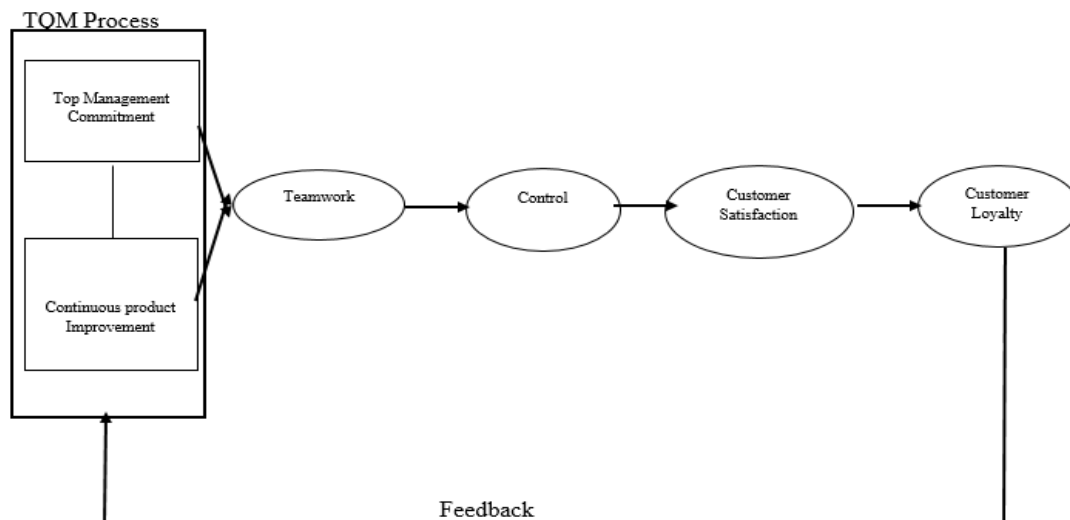 TQM Process
Top Management
Commitment
Continuous product
Improvement
Teamwork
Control
Customer
Satisfaction
Customer
Loyalty
Feedback